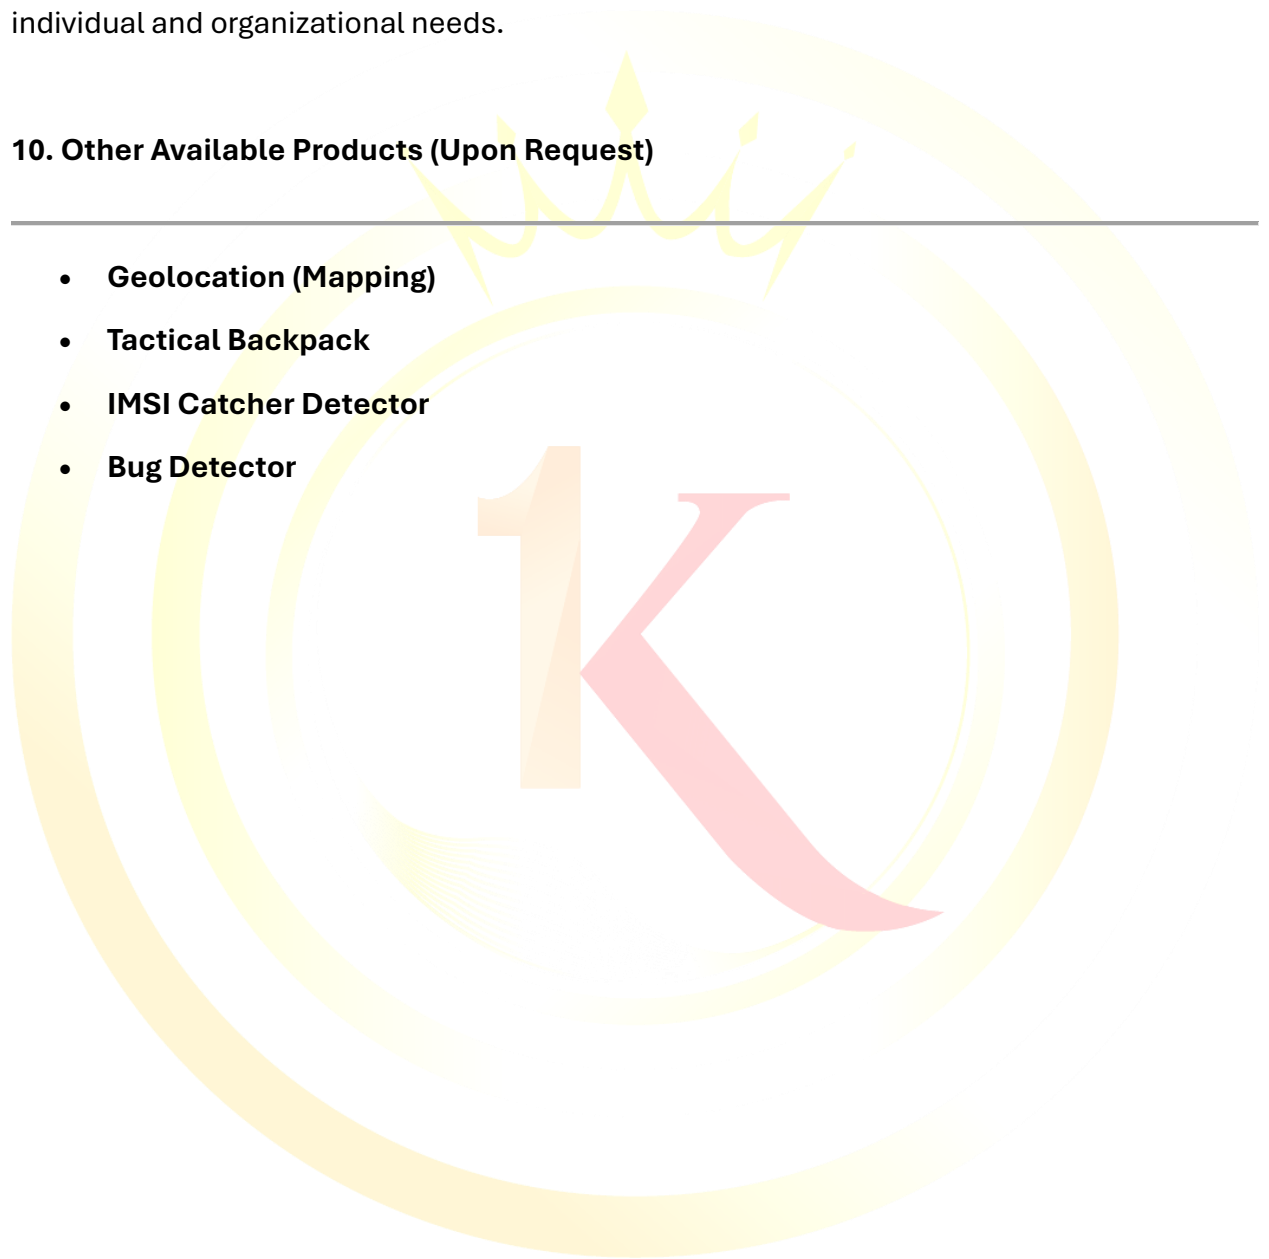 individual and organizational needs.
10. Other Available Products (Upon Request)
• Geolocation (Mapping)
• Tactical Backpack
• IMSI Catcher Detector
• Bug Detector
1K